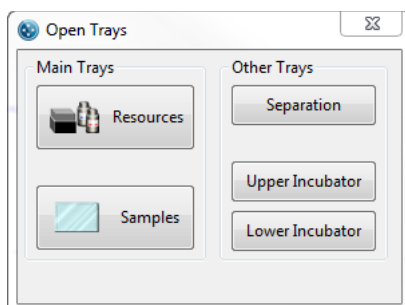 Open Trays
Main Trays
Resources
Samples
Other Trays
Separation
Upper Incubator
Lower Incubator